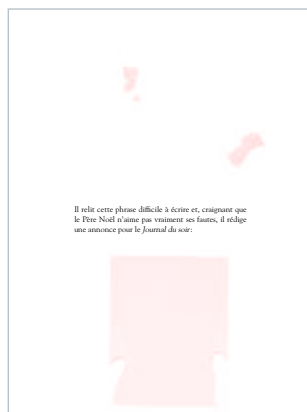 Il relit cette phrase difficile à écrire et, craignant que
le Père Noël n'aime pas vraiment ses fautes, il rédige
une annonce pour le Journal du soir: